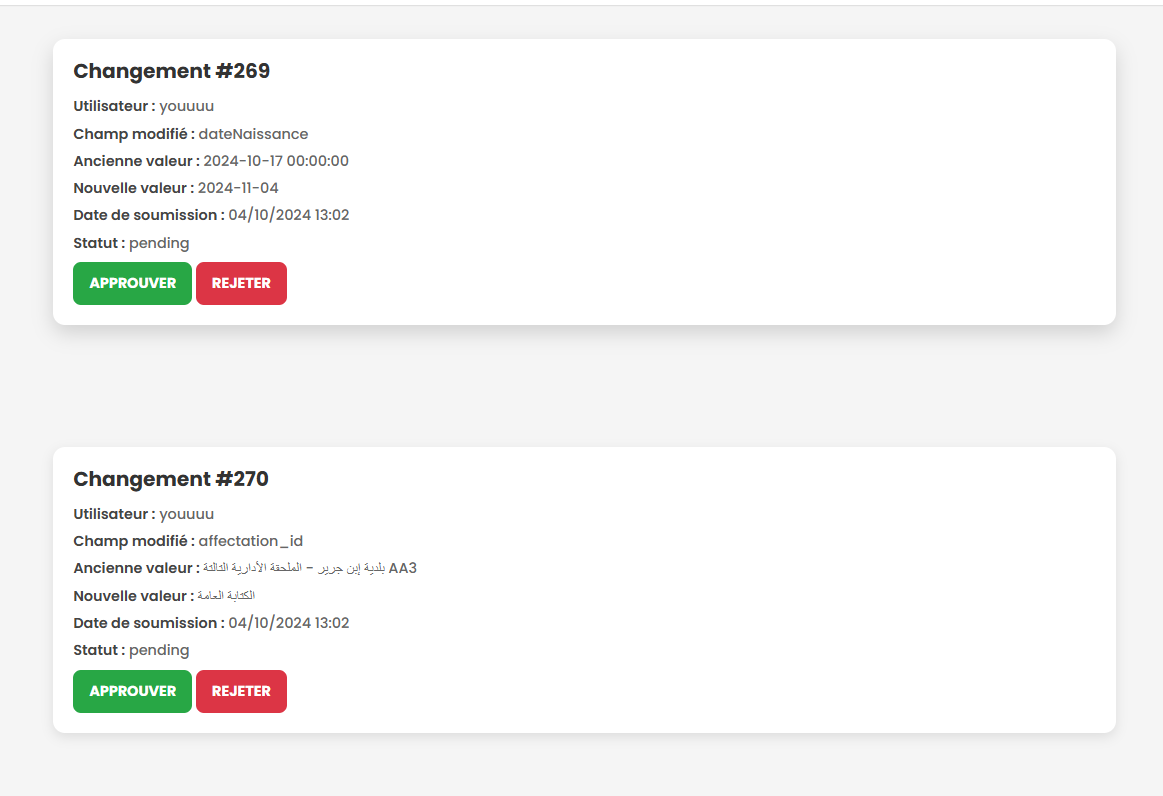 Changement #269
Utilisateur : youuuu
Champ modifié : dateNaissance
Ancienne valeur : 2024-10-17 00:00:00
Nouvelle valeur : 2024-11-04
Date de soumission : 04/10/2024 13:02
Statut : pending
APPROUVER REJETER
Changement #270
Utilisateur : youuuu
Champ modifié : affectation_id
Ancienne valeur : بلدية إبن جرير – الملحقة الأدارية الثالثة AA3
Nouvelle valeur : الكتابة العامة
Date de soumission : 04/10/2024 13:02
Statut : pending
APPROUVER REJETER